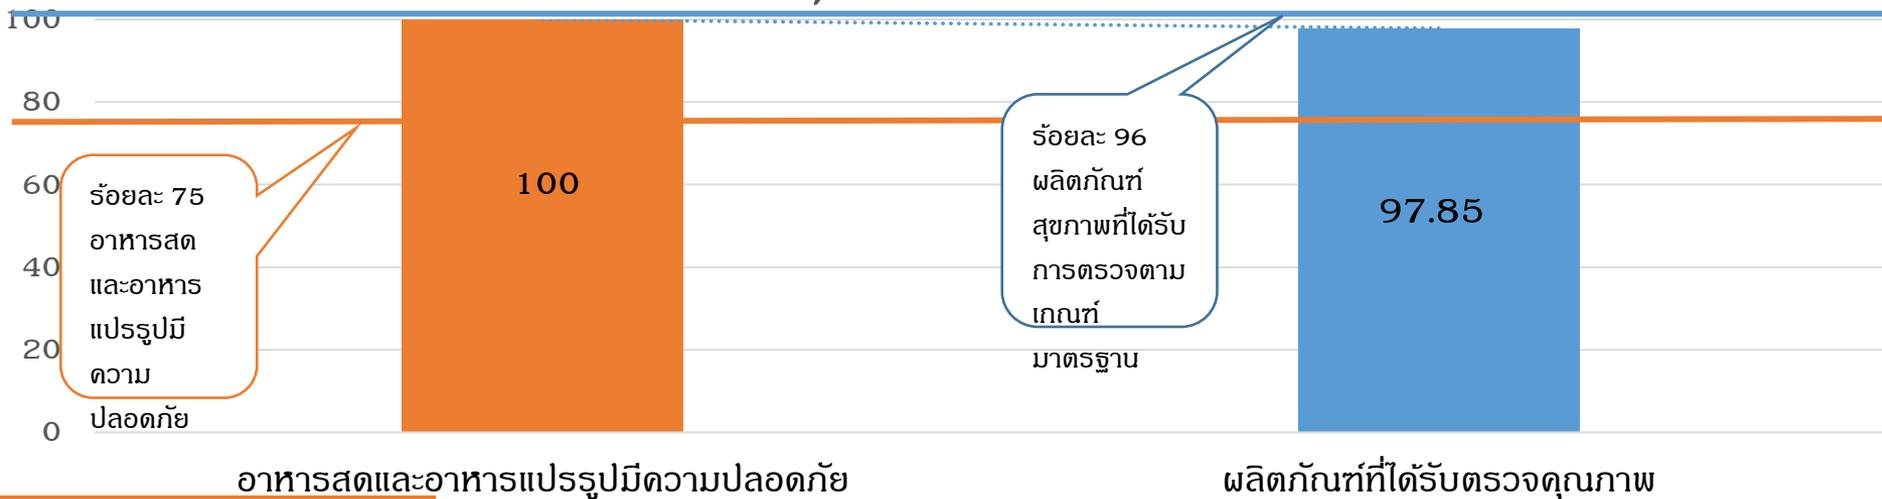 100
80
60
40
20
0
ร้อยละ 75
อาหารสด
และอาหาร
แปรรูปมี
ความ
ปลอดภัย
100
ร้อยละ 96
ผลิตภัณฑ์
สุขภาพที่ได้รับ
การตรวจตาม
เกณฑ์
มาตรฐาน
97.85
อาหารสดและอาหารแปรรูปมีความปลอดภัย
ผลิตภัณฑ์ที่ได้รับตรวจคุณภาพ